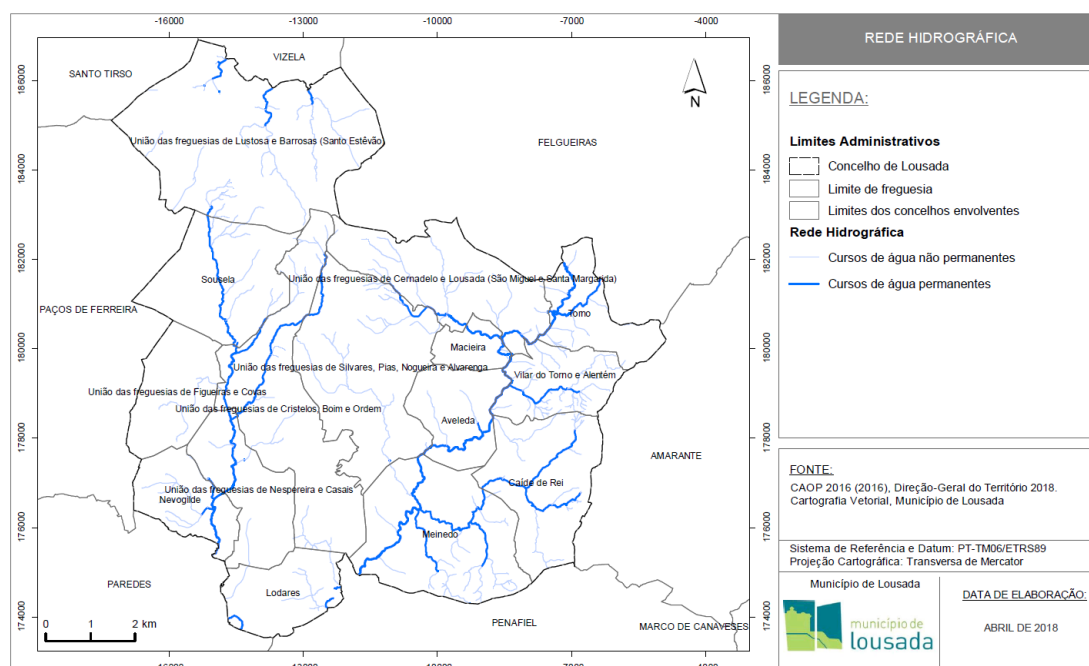 -16000 -13000 -10000 -7000 -4000
REDE HIDROGRÁFICA
LEGENDA:
Limites Administrativos
Concelho de Lousada
Limite de freguesia
Limites dos concelhos envolventes
Rede Hidrográfica
Cursos de água não permanentes
Cursos de água permanentes
FONTE:
CAOP 2016 (2016), Direção-Geral do Território 2018.
Cartografia Vetorial, Município de Lousada
Sistema de Referência e Datum: PT-TM06/ETRS89
Projeção Cartográfica: Transversa de Mercator
Município de Lousada
município de
lousada
DATA DE ELABORAÇÃO:
ABRIL DE 2018
VIZELA
SANTO TIRSO
N
União das freguesias de Lustosa e Barrosas (Santo Estêvão)
FELGUEIRAS
Sousela
União das freguesias de Cernadelo e Lousada (São Miguel e Santa Margarida)
PAÇOS DE FERREIRA
Torno
Macieira
União das freguesias de Silvares, Pias, Nogueira e Alvarenga
Vilar do Torno e Alentém
União das freguesias de Figueiras e Covas
União das freguesias de Cristelos, Boim e Ordem
Aveleda
AMARANTE
Caíde de Rei
União das freguesias de Nespereira e Casais
Nevogilde
Meinedo
PAREDES
Lodares
PENAFIEL
MARCO DE CANAVESES
0 1 2 km
186000
184000
182000
180000
178000
176000
174000
186000
184000
182000
180000
178000
176000
174000
-16000 -13000 -10000 -7000 -4000